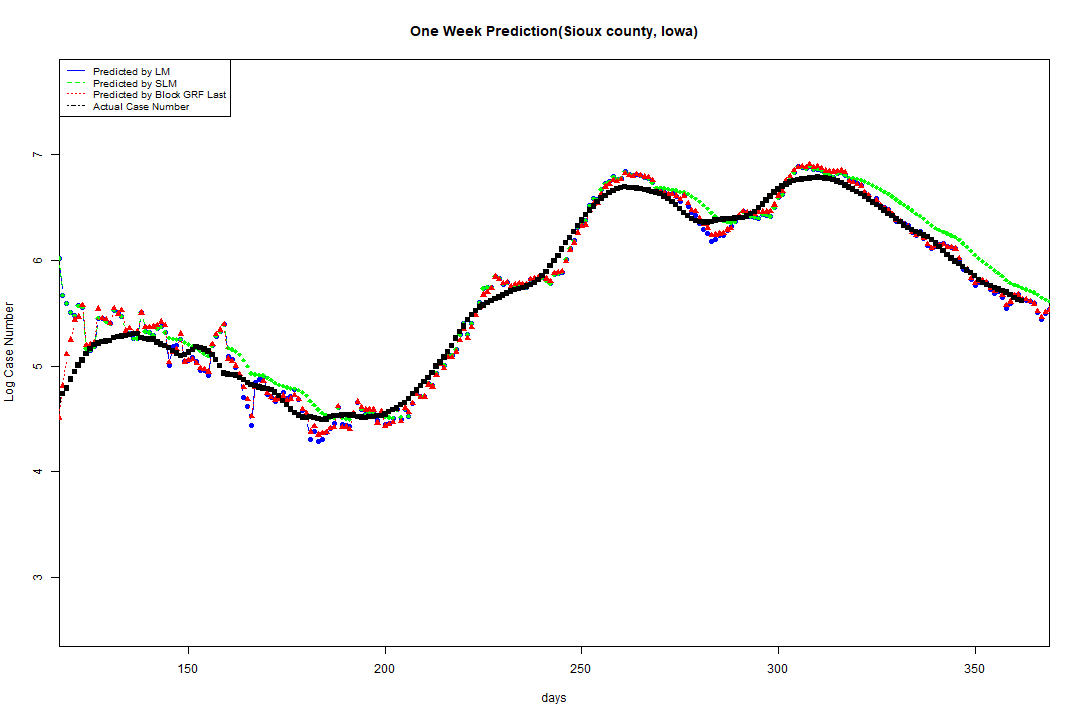 One Week Prediction(Sioux county, Iowa)
Predicted by LM
Predicted by SLM
Predicted by Block GRF Last
Actual Case Number
7
6
5
4
3
Log Case Number
150 200 250 300 350
days